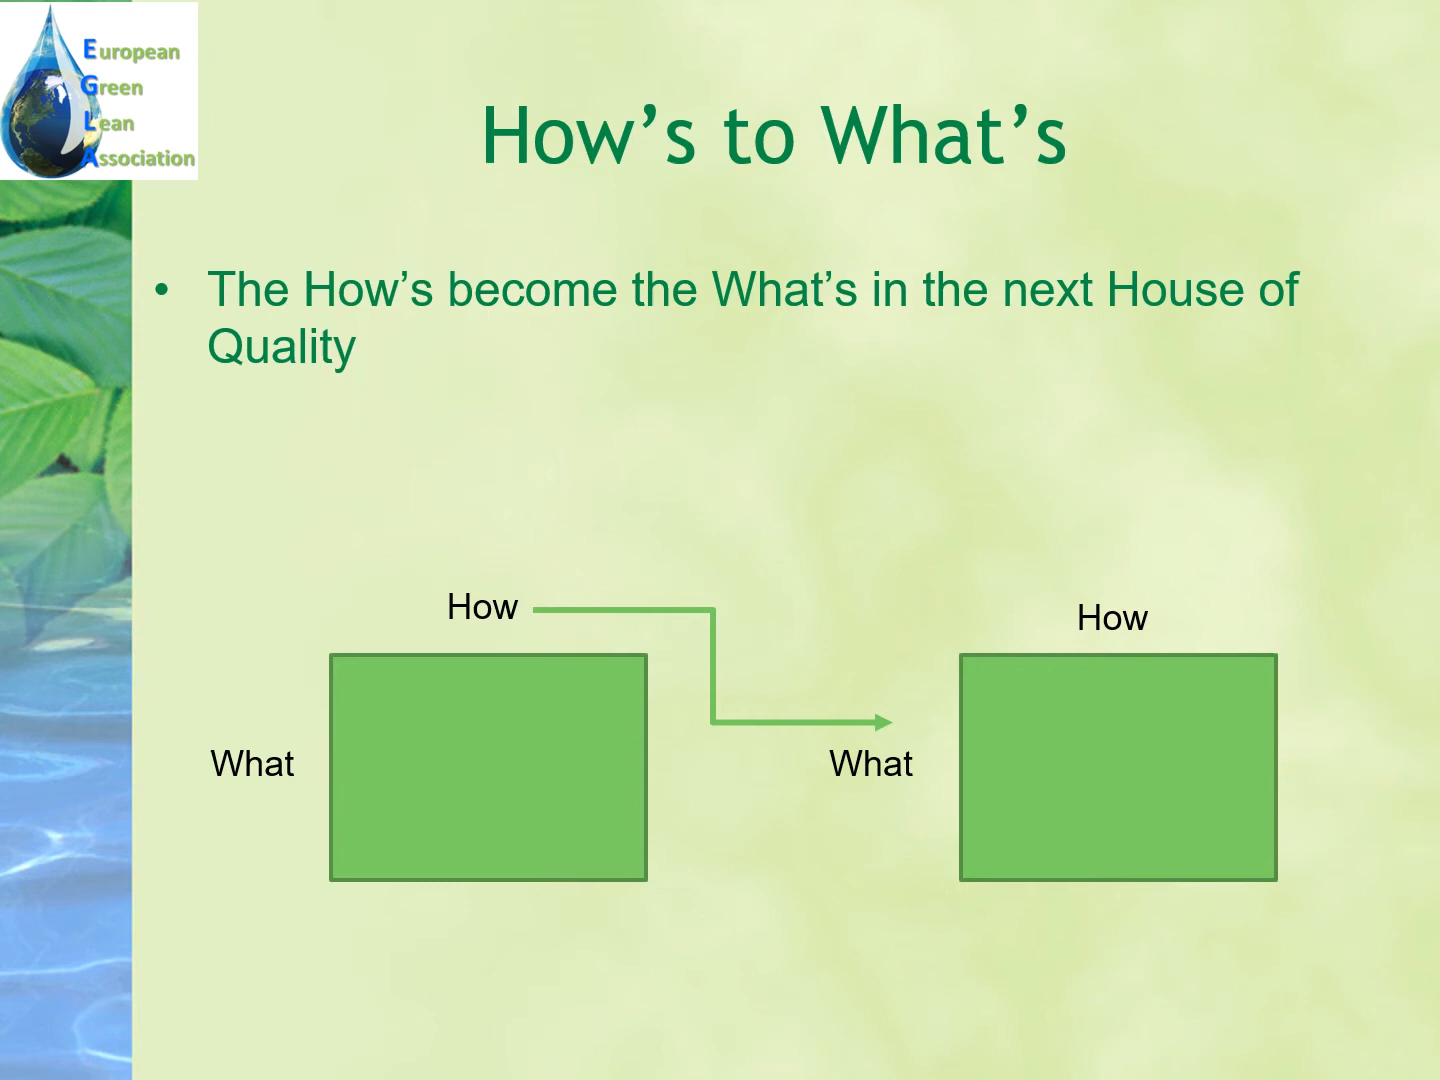 European
Green
Lean
Association
How’s to What’s
• The How’s become the What’s in the next House of
Quality
How
How
What
What